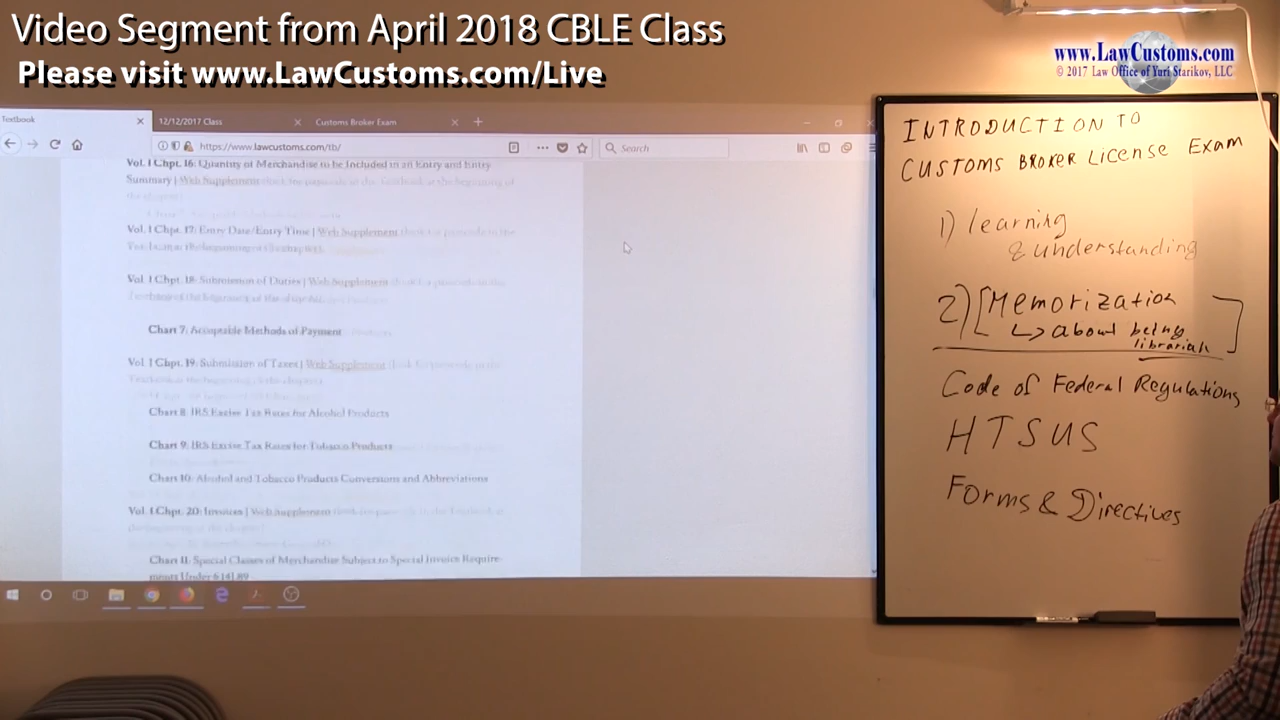 Video Segment from April 2018 CBLE Class
Please visit www.LawCustoms.com/Live
www.LawCustoms.com
© 2017 Law Office of Yuri Starikov, LLC
Textbook
12/12/2017 Class
Customs Broker Exam
https://www.lawcustoms.com/tb/
Search
Vol. I Chpt. 16: Quantity of Merchandise to be Included in an Entry and Entry
Summary | Web Supplement
Vol. I Chpt. 17: Entry Date/Entry Time | Web Supplement
Vol. I Chpt. 18: Submission of Duties | Web Supplement
Chart 7: Acceptable Methods of Payment
Vol. I Chpt. 19: Submission of Taxes | Web Supplement
Chart 8: IRS Excise Tax Rates for Alcohol Products
Chart 9: IRS Excise Tax Rates for Tobacco Products
Chart 10: Alcohol and Tobacco Products Conversions and Abbreviations
Vol. I Chpt. 20: Invoices | Web Supplement
Chart 11: Special Classes of Merchandise Subject to Special Invoice Require-
ments Under § 141.89
INTRODUCTION TO
CUSTOMS BROKER LICENSE EXAM
1) learning
& understanding
2) [Memorization
↳ about being
librarian ]
Code of Federal Regulations
HTSUS
Forms & Directives